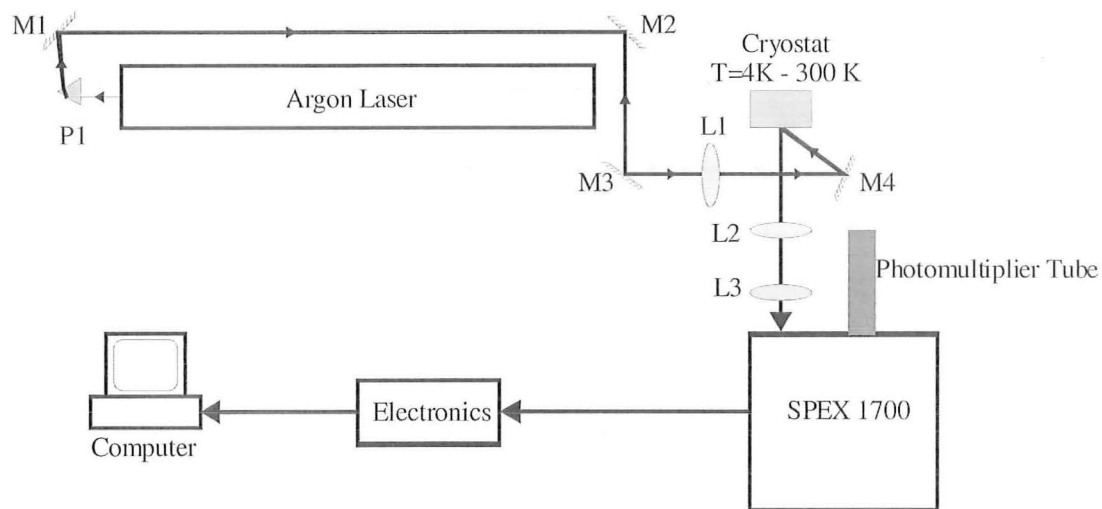 M1
M2
Cryostat
T=4K - 300 K
Argon Laser
P1
L1
M3
M4
L2
Photomultiplier Tube
L3
SPEX 1700
Electronics
Computer